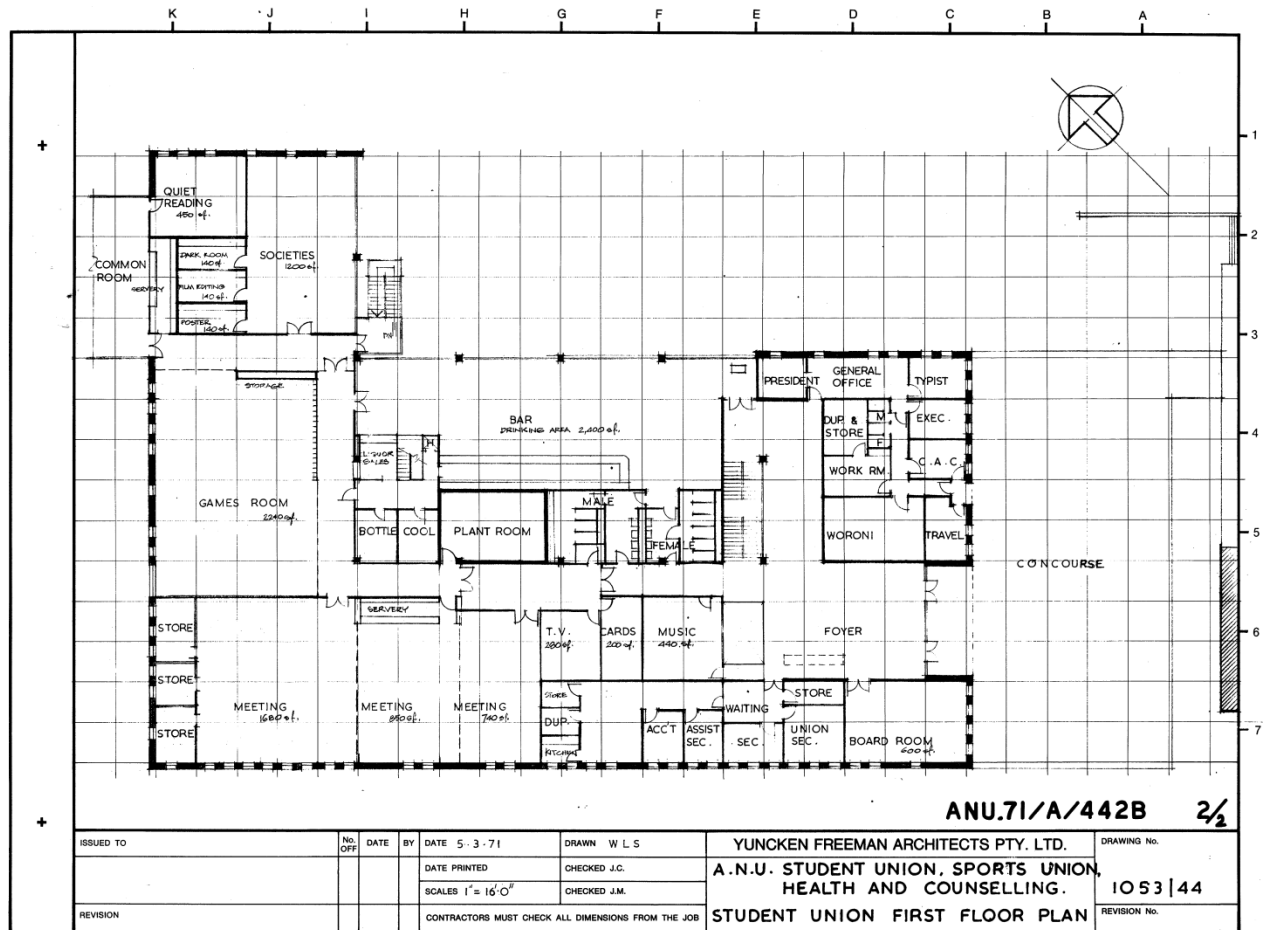 K J I H G F E D C B A
1
2
3
4
5
6
7
QUIET
READING
450 sf.
COMMON
ROOM
SERVERY
DARK ROOM
140 sf.
FILM EDITING
140 sf.
POSTER
140 sf.
SOCIETIES
1200 sf.
STORAGE
GAMES ROOM
2240 sf.
BAR
DRINKING AREA 2,400 sf.
LIQUOR
SALES
H.
BOTTLE
COOL
PLANT ROOM
MALE
FEMALE
PRESIDENT
GENERAL
OFFICE
TYPIST
DUP. &
STORE
M
F
EXEC.
C.A.C.
WORK RM.
WORONI
TRAVEL
CONCOURSE
FOYER
STORE
STORE
STORE
MEETING
1680 sf.
SERVERY
MEETING
850 sf.
MEETING
740 sf.
T.V.
280 sf.
CARDS
200 sf.
MUSIC
440 sf.
STORE
DUP.
KITCHEN
ACC'T
ASSIST
SEC.
WAITING
SEC.
STORE
UNION
SEC.
BOARD ROOM
600 sf.
ANU.71/A/442B 2/2
ISSUED TO
No. OFF
DATE
BY
DATE 5-3-71
DRAWN W L S
DATE PRINTED
CHECKED J.C.
SCALES 1" = 16'0"
CHECKED J.M.
REVISION
CONTRACTORS MUST CHECK ALL DIMENSIONS FROM THE JOB
YUNCKEN FREEMAN ARCHITECTS PTY. LTD.
A.N.U. STUDENT UNION, SPORTS UNION,
HEALTH AND COUNSELLING.
STUDENT UNION FIRST FLOOR PLAN
DRAWING No.
1053|44
REVISION No.